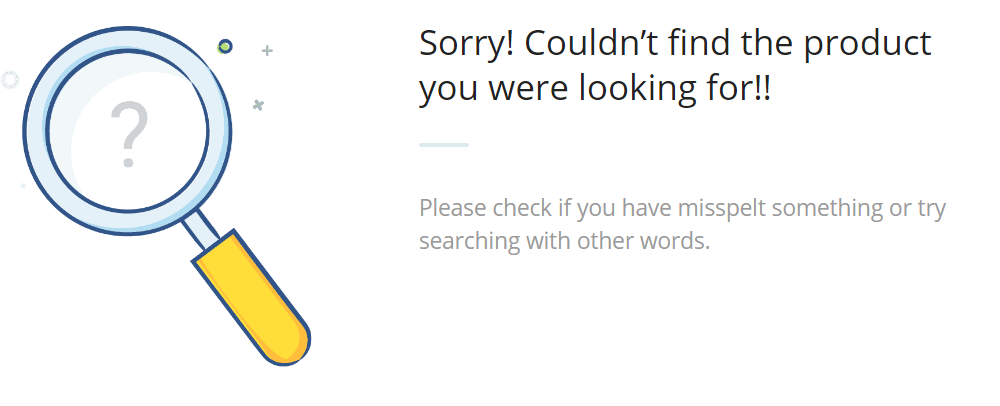 Sorry! Couldn’t find the product
you were looking for!!
?
Please check if you have misspelt something or try
searching with other words.